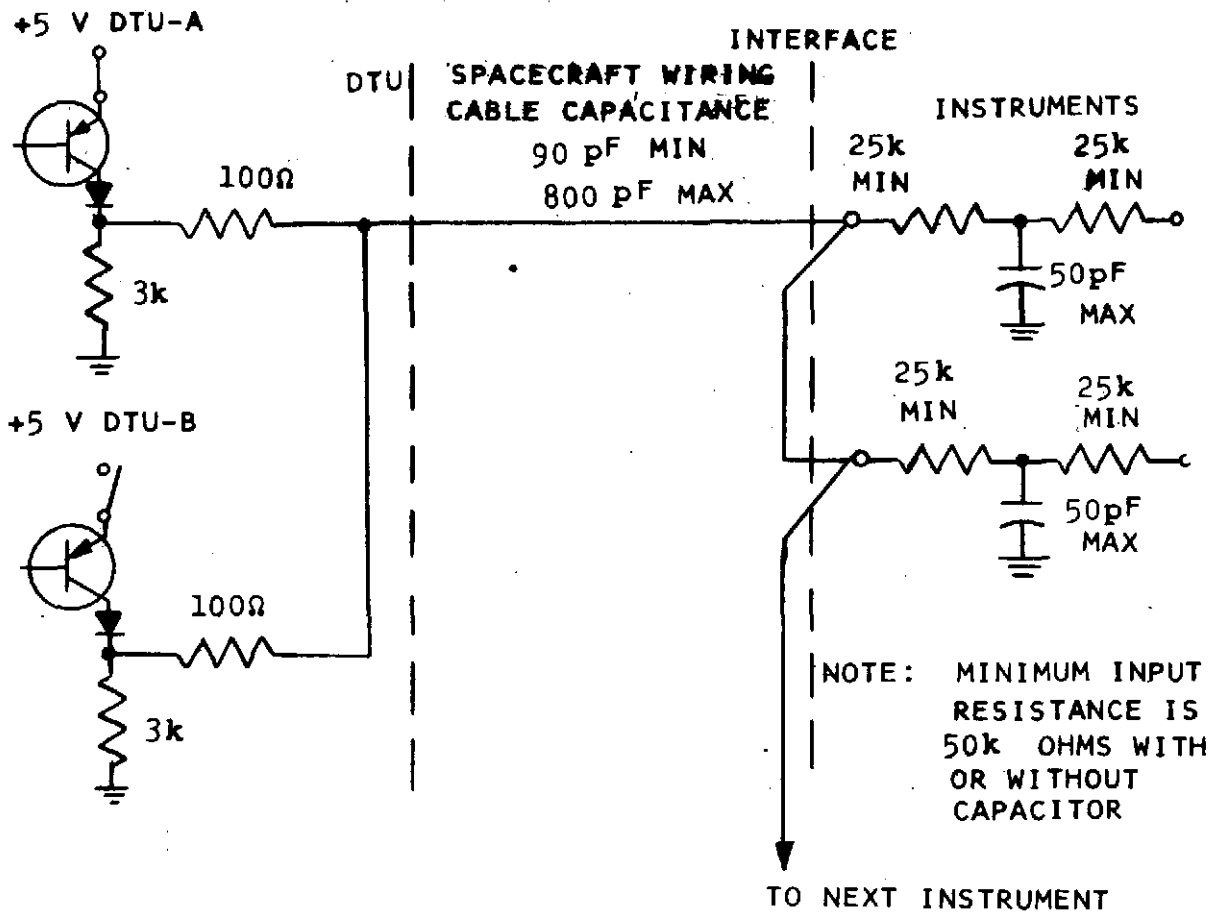 +5 V DTU-A
100Ω
3k
+5 V DTU-B
100Ω
3k
DTU
SPACECRAFT WIRING
CABLE CAPACITANCE
90 pF MIN
800 pF MAX
INTERFACE
INSTRUMENTS
25k
MIN
25k
MIN
50pF
MAX
25k
MIN
25k
MIN
50pF
MAX
NOTE: MINIMUM INPUT
RESISTANCE IS
50k OHMS WITH
OR WITHOUT
CAPACITOR
TO NEXT INSTRUMENT